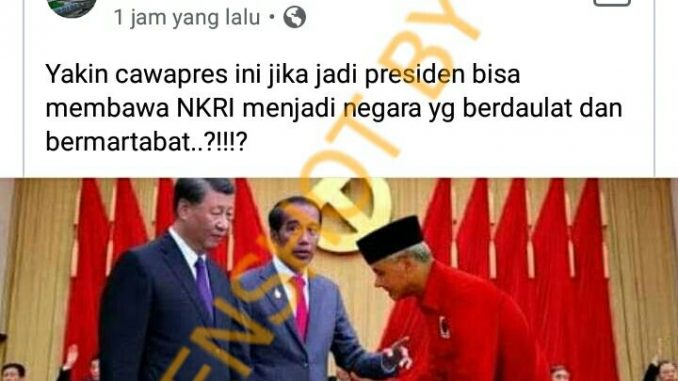 1 jam yang lalu •
Yakin cawapres ini jika jadi presiden bisa
membawa NKRI menjadi negara yg berdaulat dan
bermartabat..?!!!?